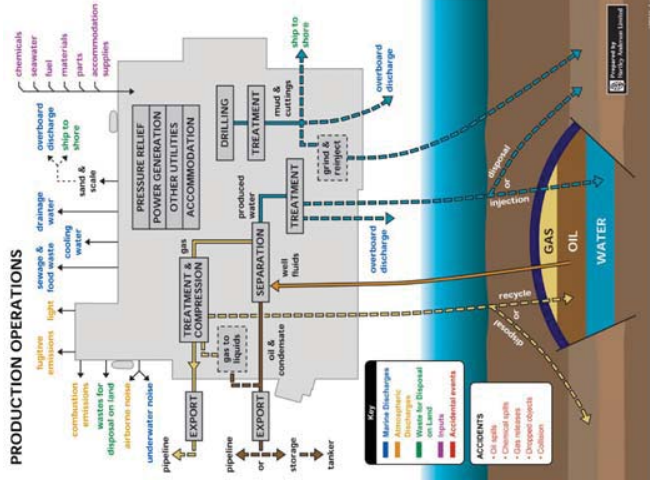 PRODUCTION OPERATIONS
fugitive
emissions
light
sewage &
food waste
cooling
water
drainage
water
sand &
scale
overboard
discharge
ship to
shore
chemicals
seawater
fuel
materials
parts
accommodation
supplies
combustion
emissions
wastes for
disposal on land
airborne noise
underwater noise
PRESSURE RELIEF
POWER GENERATION
OTHER UTILITIES
ACCOMMODATION
DRILLING
TREATMENT
mud &
cuttings
ship to
shore
overboard
discharge
grind &
reinject
gas
produced
water
TREATMENT &
COMPRESSION
SEPARATION
TREATMENT
well
fluids
overboard
discharge
gas to
liquids
oil &
condensate
EXPORT
EXPORT
pipeline
pipeline
or
storage
tanker
disposal
or
injection
recycle
or
disposal
GAS
OIL
WATER
Key
Marine Discharges
Atmospheric
Discharges
Waste for Disposal
on Land
Inputs
Accidental events
ACCIDENTS
• Oil spills
• Chemical spills
• Gas releases
• Dropped objects
• Collision
Prepared by
Hartley Anderson Limited